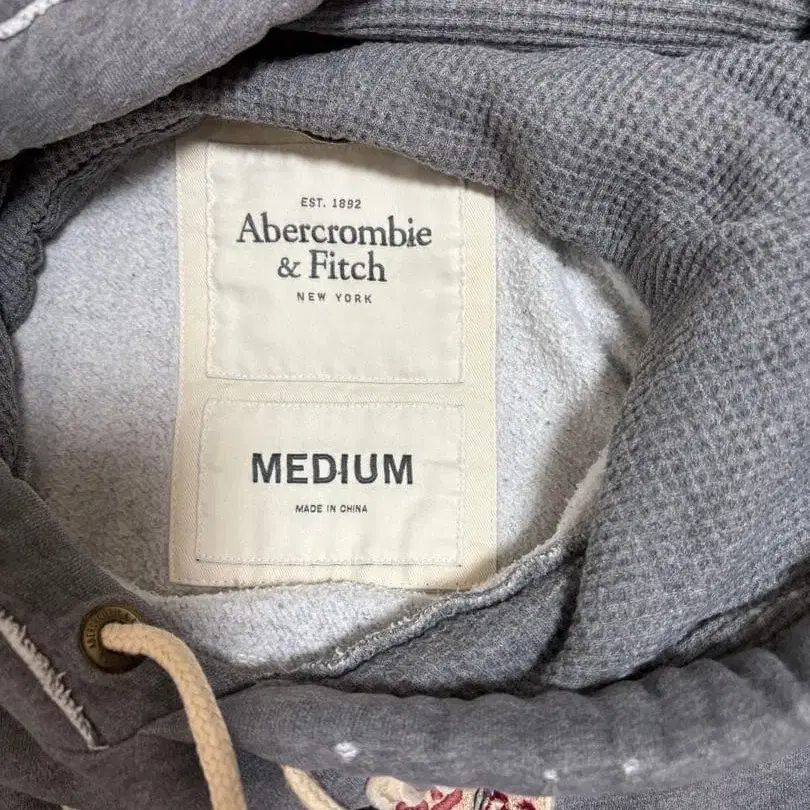 EST. 1892
Abercrombie
& Fitch
NEW YORK
MEDIUM
MADE IN CHINA